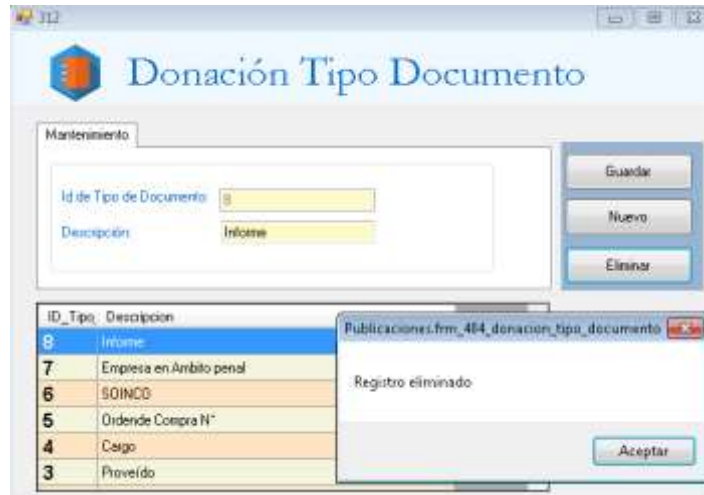 312
Donación Tipo Documento
Mantenimiento
Guardar
Id de Tipo de Documento 8
Nuevo
Descripción: Informe
Eliminar
ID_Tipo_ Descripcion
Publicaciones.frm_484_donacion_tipo_documento
8 Informe
7 Empresa en Ambito penal
Registro eliminado
6 SOINCO
5 Ordende Compra N°
4 Cargo
Aceptar
3 Proveído